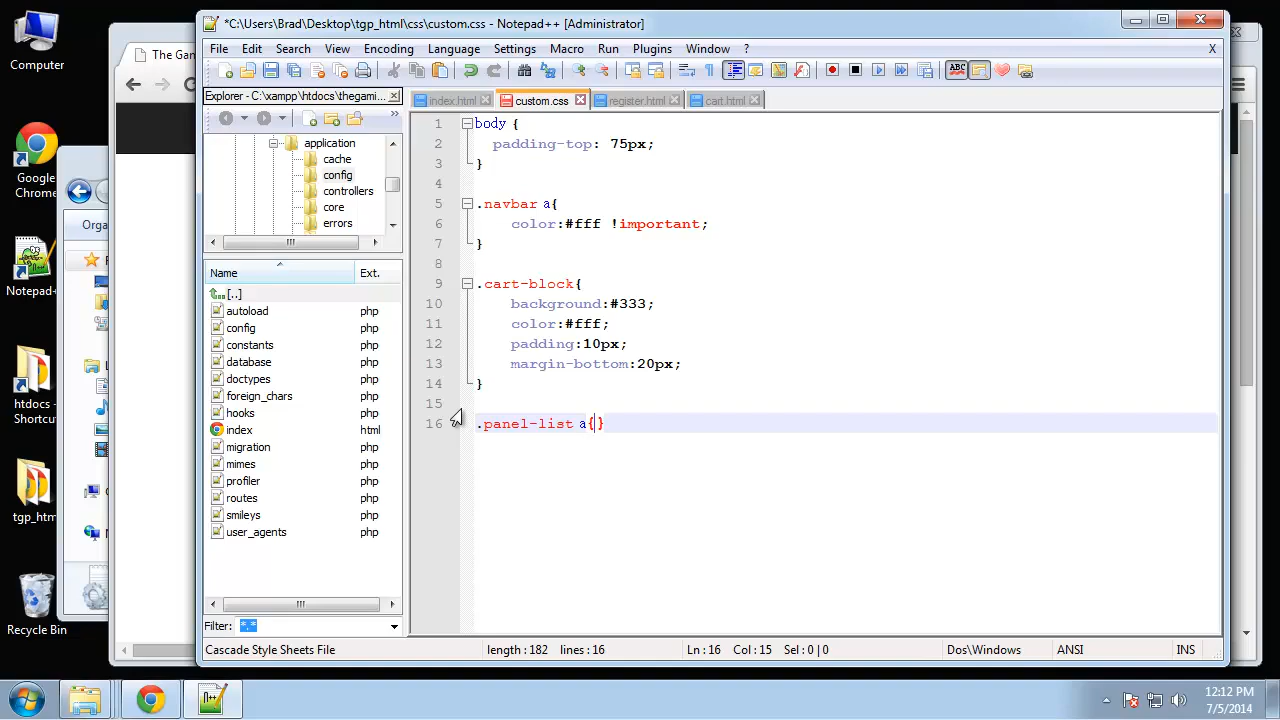 Computer
Google
Chrome
Notepad+
htdocs -
Shortcut
tgp_htm
Recycle Bin
The Gam
Orga
*C:\Users\Brad\Desktop\tgp_html\css\custom.css - Notepad++ [Administrator]
File Edit Search View Encoding Language Settings Macro Run Plugins Window ? X
Explorer - C:\xampp\htdocs\thegami...
index.html custom.css register.html cart.html
application
cache
config
controllers
core
errors
Name Ext.
[..]
autoload php
config php
constants php
database php
doctypes php
foreign_chars php
hooks php
index html
migration php
mimes php
profiler php
routes php
smileys php
user_agents php
Filter: *.*
1 body {
2 padding-top: 75px;
3 }
4
5 .navbar a{
6 color:#fff !important;
7 }
8
9 .cart-block{
10 background:#333;
11 color:#fff;
12 padding:10px;
13 margin-bottom:20px;
14 }
15
16 .panel-list a{}
Cascade Style Sheets File length : 182 lines : 16 Ln : 16 Col : 15 Sel : 0 | 0 Dos\Windows ANSI INS
12:12 PM
7/5/2014